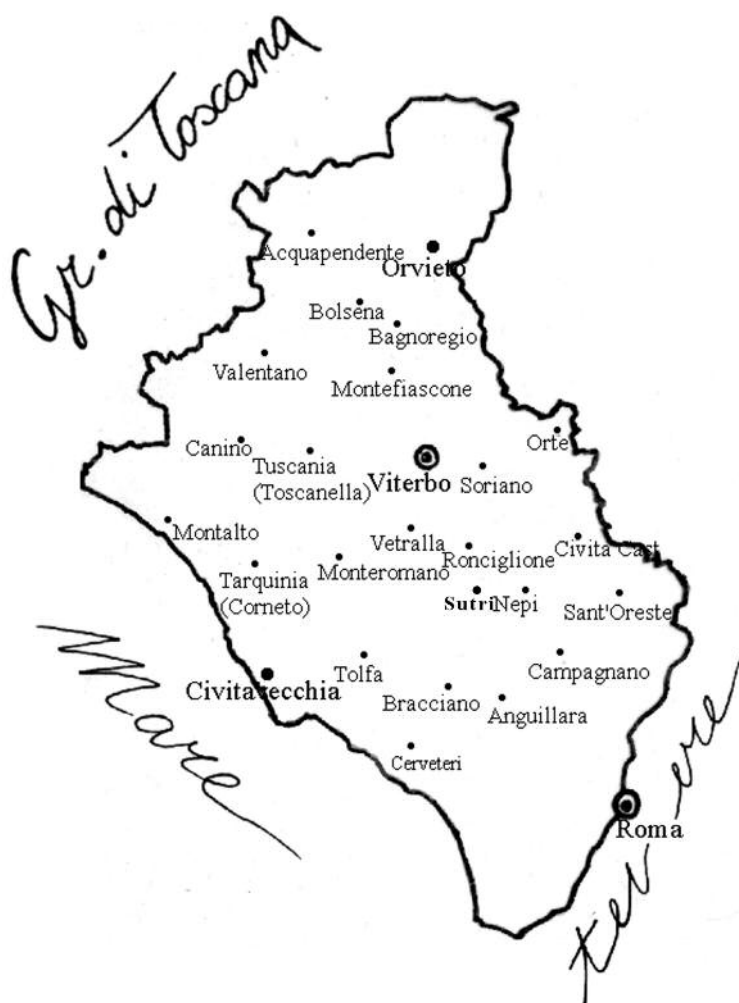 Gr. di Toscana
Acquapendente
Orvieto
Bolsena
Bagnoregio
Valentano
Montefiascone
Orte
Canino
Tuscania
(Toscanella)
Viterbo
Soriano
Montalto
Vetralla
Ronciglione
Civita Cast
Monteromano
Tarquinia
(Corneto)
Sutri
Nepi
Sant'Oreste
Tolfa
Campagnano
Civitavecchia
Bracciano
Anguillara
Mare
Cerveteri
Roma